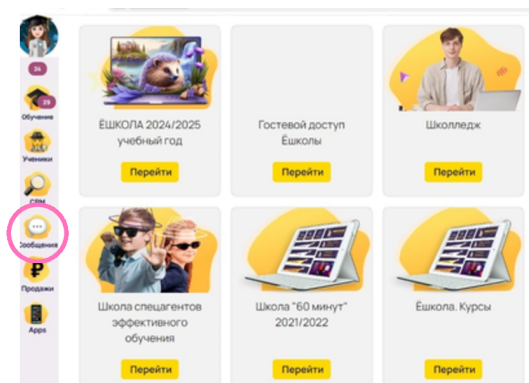 34
39
Обучение
Ученики
CRM
Сообщения
₽
Продажи
Apps
ЁШКОЛА 2024/2025
учебный год
Перейти
Гостевой доступ
Ёшколы
Перейти
Школледж
Перейти
Школа спецагентов
эффективного
обучения
Перейти
Школа "60 минут"
2021/2022
Перейти
Ёшкола. Курсы
Перейти